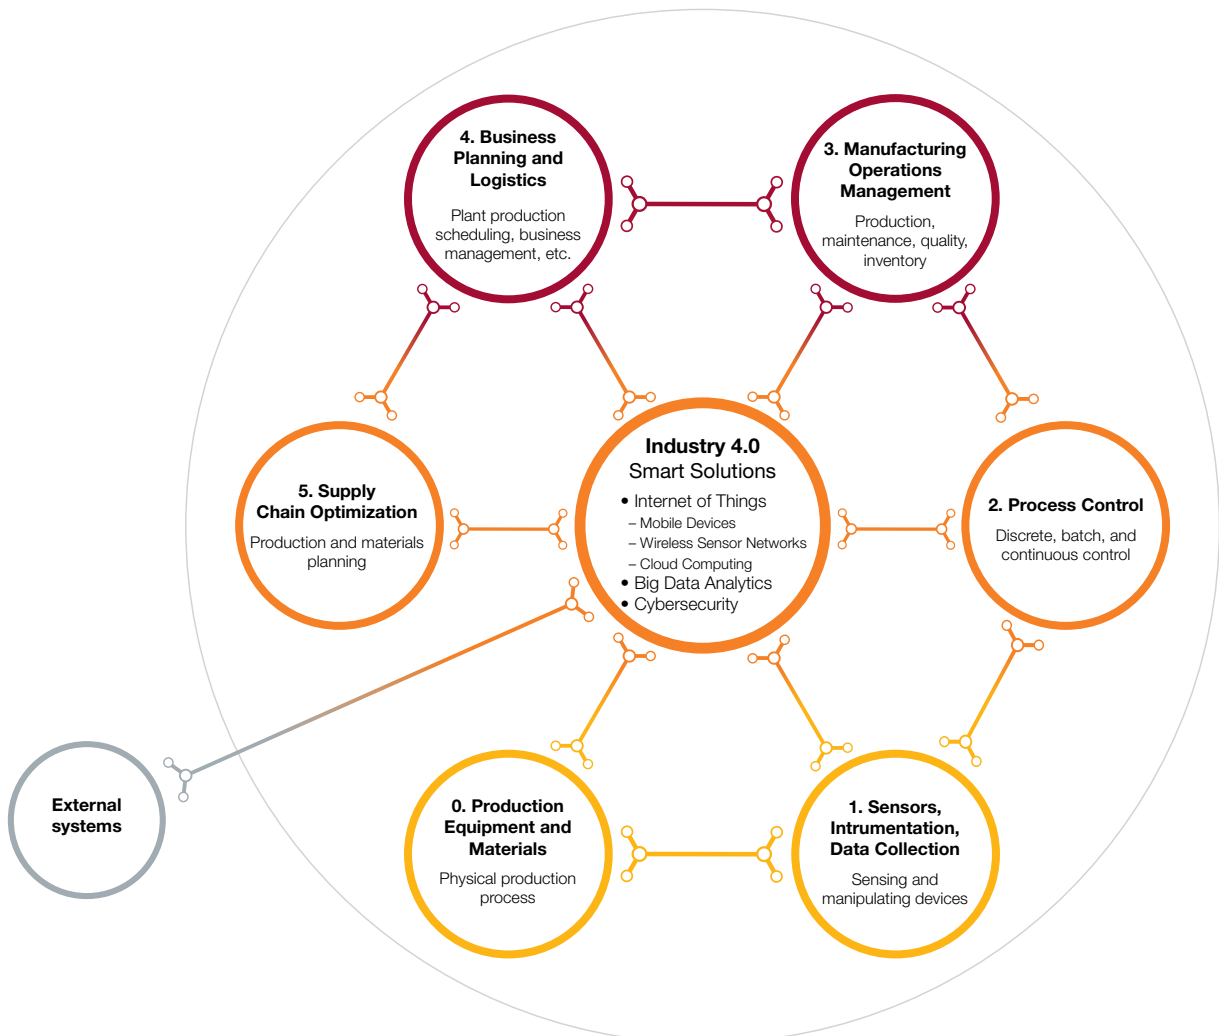 4. Business
Planning and
Logistics
Plant production
scheduling, business
management, etc.
3. Manufacturing
Operations
Management
Production,
maintenance, quality,
inventory
5. Supply
Chain Optimization
Production and materials
planning
Industry 4.0
Smart Solutions
• Internet of Things
– Mobile Devices
– Wireless Sensor Networks
– Cloud Computing
• Big Data Analytics
• Cybersecurity
2. Process Control
Discrete, batch, and
continuous control
External
systems
0. Production
Equipment and
Materials
Physical production
process
1. Sensors,
Intrumentation,
Data Collection
Sensing and
manipulating devices